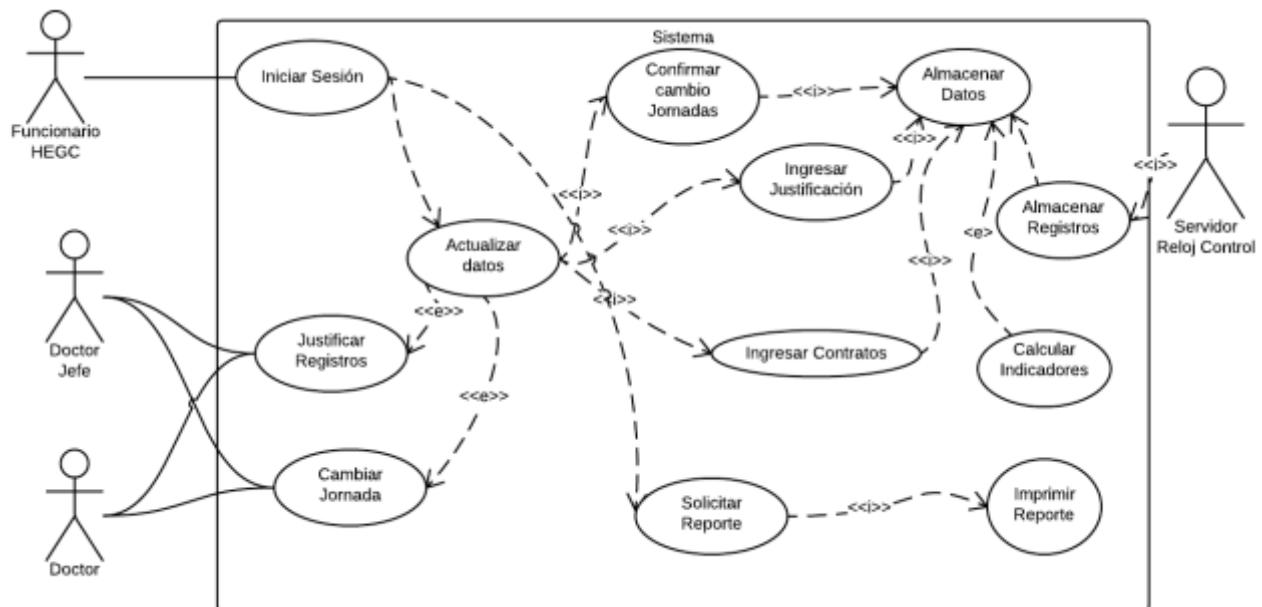 Sistema
Iniciar Sesión
Confirmar
cambio
Jornadas
<<i>>
Almacenar
Datos
Funcionario
HEGC
<<i>>
<<i>>
Ingresar
Justificación
<<i>>
Almacenar
Registros
Servidor
Reloj Control
<<i>>
<<i>>
<e>
<<i>>
Actualizar
datos
<<i>>
<<e>>
Doctor
Jefe
Justificar
Registros
Ingresar Contratos
Calcular
Indicadores
<<e>>
Cambiar
Jornada
Solicitar
Reporte
<<i>>
Imprimir
Reporte
Doctor